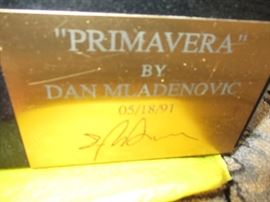 "PRIMAVERA"
BY
DAN MLADENOVIC
05/18/91